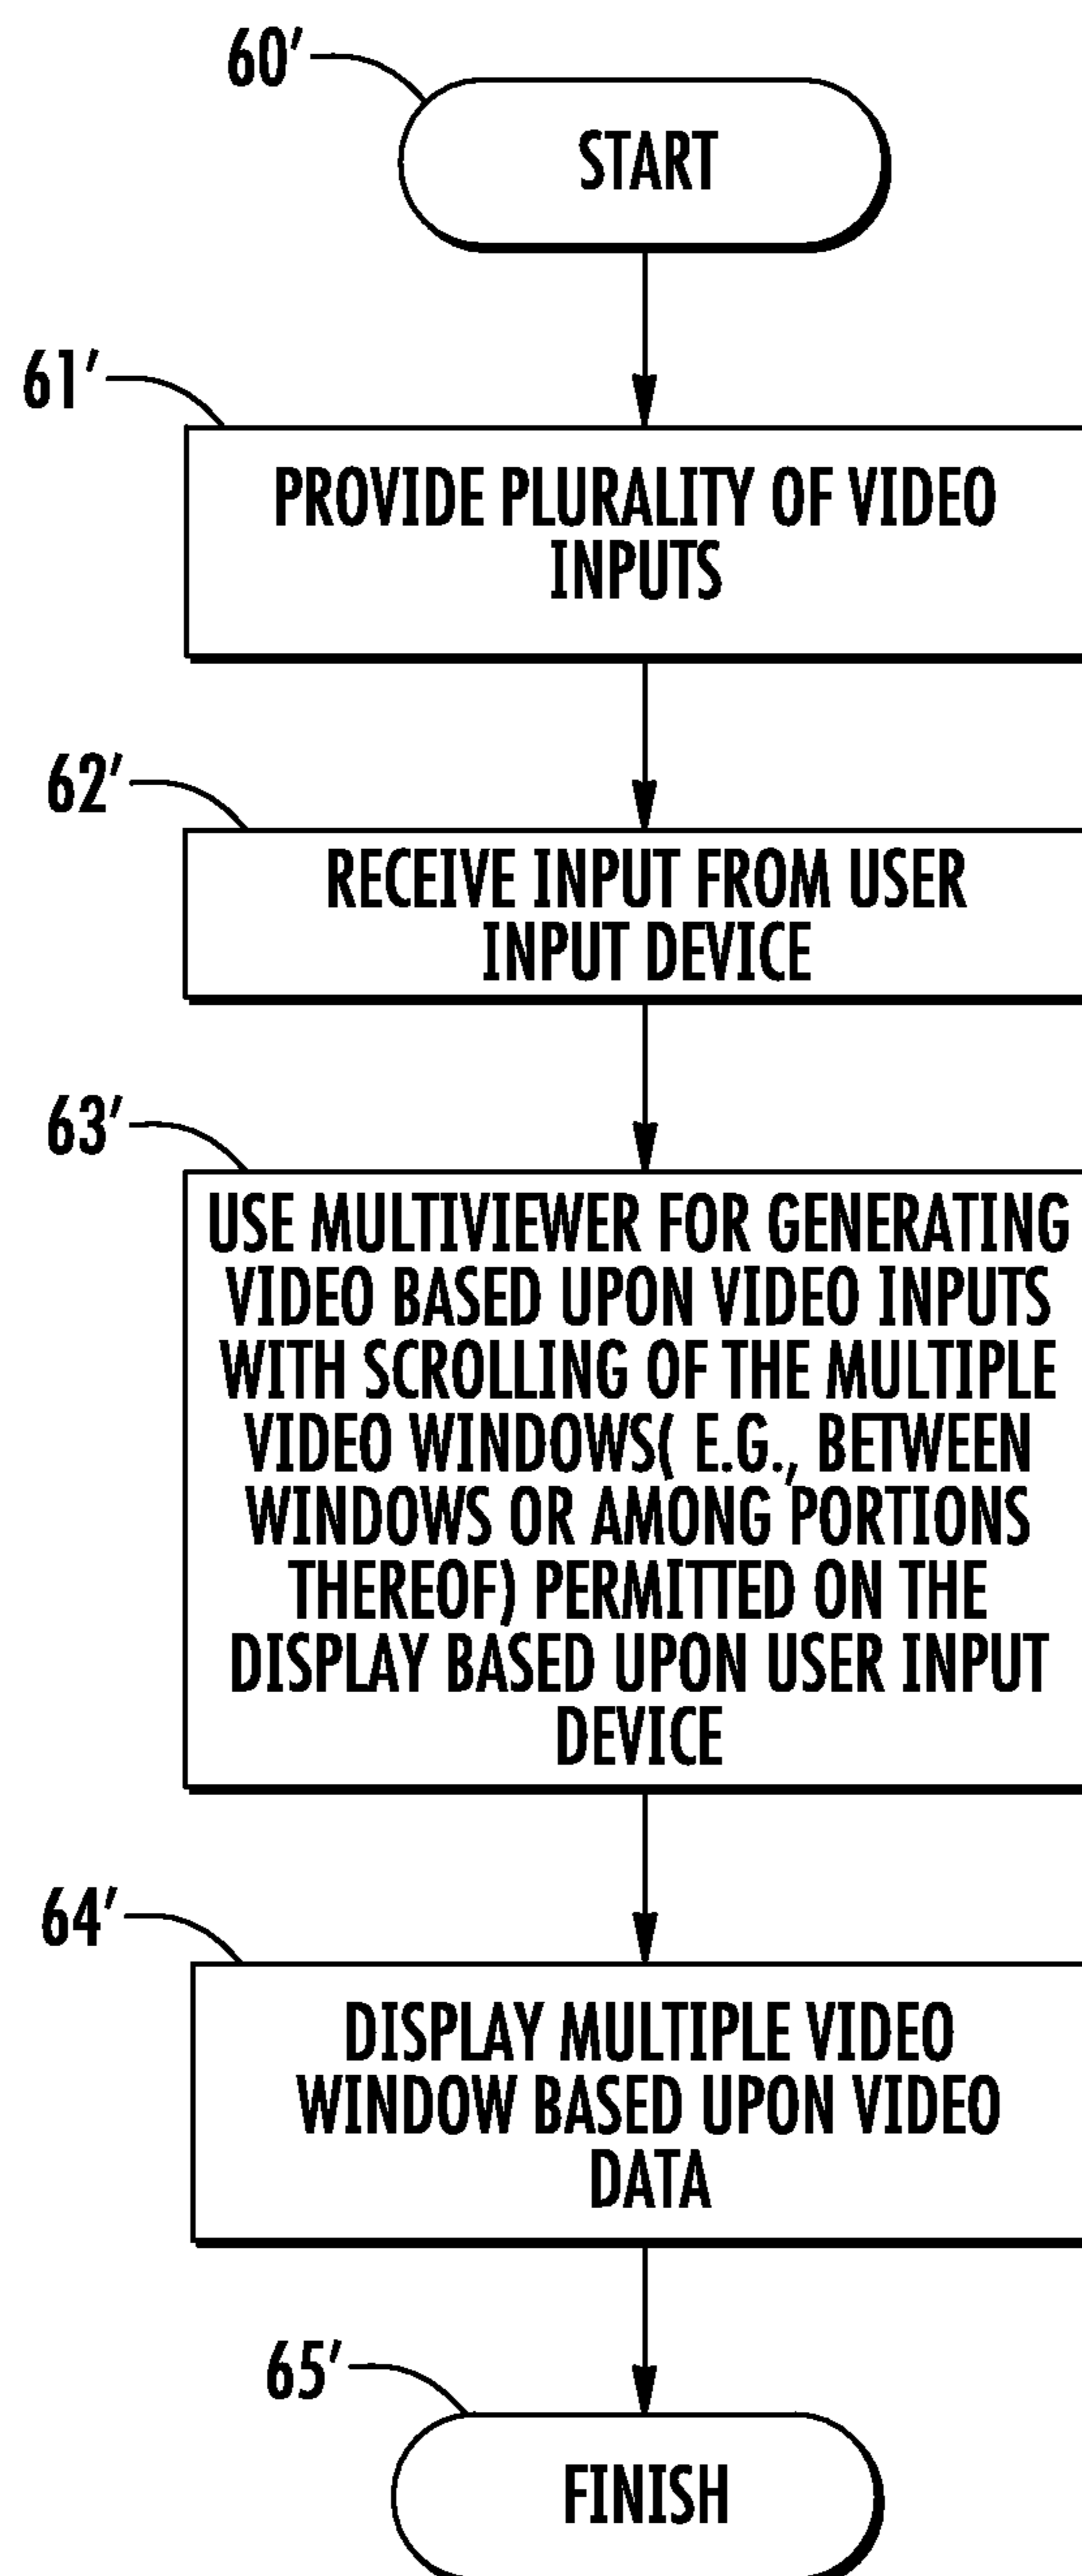 60'
START
61'
PROVIDE PLURALITY OF VIDEO
INPUTS
62'
RECEIVE INPUT FROM USER
INPUT DEVICE
63'
USE MULTIVIEWER FOR GENERATING
VIDEO BASED UPON VIDEO INPUTS
WITH SCROLLING OF THE MULTIPLE
VIDEO WINDOWS( E.G., BETWEEN
WINDOWS OR AMONG PORTIONS
THEREOF) PERMITTED ON THE
DISPLAY BASED UPON USER INPUT
DEVICE
64'
DISPLAY MULTIPLE VIDEO
WINDOW BASED UPON VIDEO
DATA
65'
FINISH